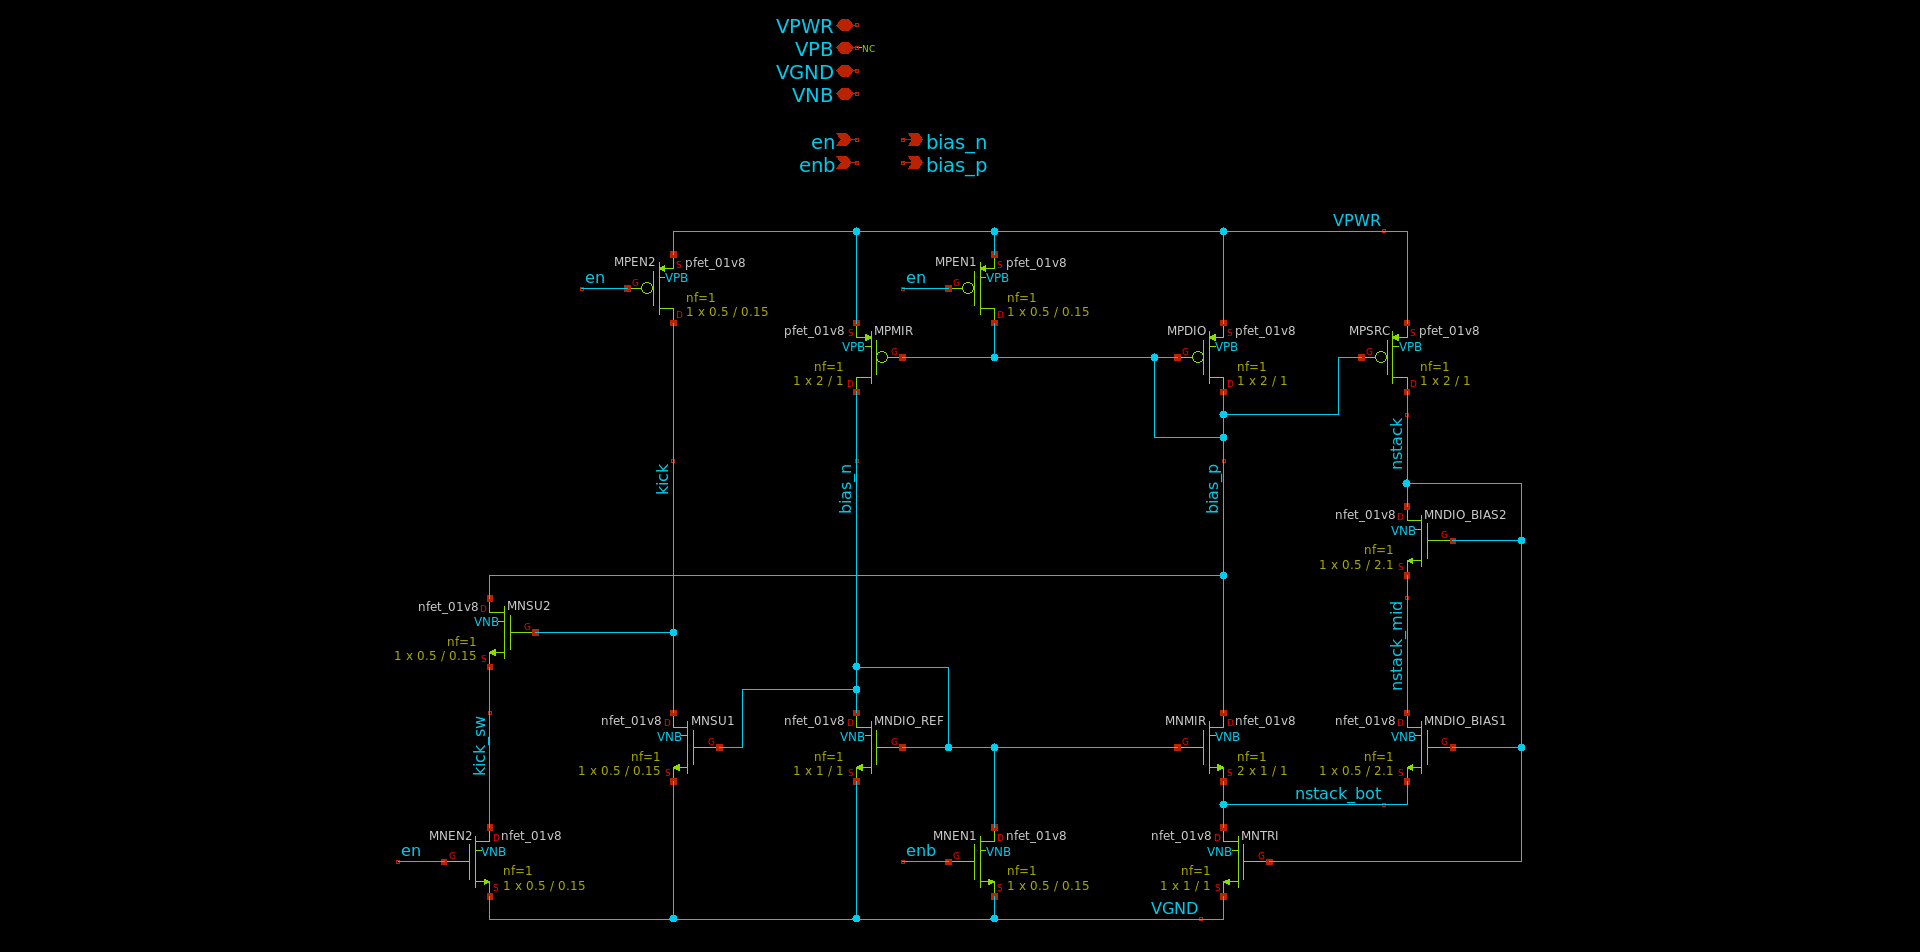 VPWR
VPB NC
VGND
VNB
en bias_n
enb bias_p
VPWR
MPEN2 S pfet_01v8
en G VPB
nf=1
D 1 x 0.5 / 0.15
MPEN1 S pfet_01v8
en G VPB
nf=1
D 1 x 0.5 / 0.15
pfet_01v8 S MPMIR
VPB G
nf=1
1 x 2 / 1 D
MPDIO S pfet_01v8
G VPB
nf=1
D 1 x 2 / 1
MPSRC S pfet_01v8
G VPB
nf=1
D 1 x 2 / 1
nstack
kick
bias_n
bias_p
nfet_01v8 D MNDIO_BIAS2
VNB G
nf=1
1 x 0.5 / 2.1 S
nfet_01v8 D MNSU2
VNB G
nf=1
1 x 0.5 / 0.15 S
nstack_mid
kick_sw
nfet_01v8 D MNSU1
VNB G
nf=1
1 x 0.5 / 0.15 S
nfet_01v8 D MNDIO_REF
VNB G
nf=1
1 x 1 / 1 S
MNMIR D nfet_01v8
G VNB
nf=1
S 2 x 1 / 1
nfet_01v8 D MNDIO_BIAS1
VNB G
nf=1
1 x 0.5 / 2.1 S
nstack_bot
MNEN2 D nfet_01v8
en G VNB
nf=1
S 1 x 0.5 / 0.15
MNEN1 D nfet_01v8
enb G VNB
nf=1
S 1 x 0.5 / 0.15
nfet_01v8 D MNTRI
VNB G
nf=1
1 x 1 / 1 S
VGND